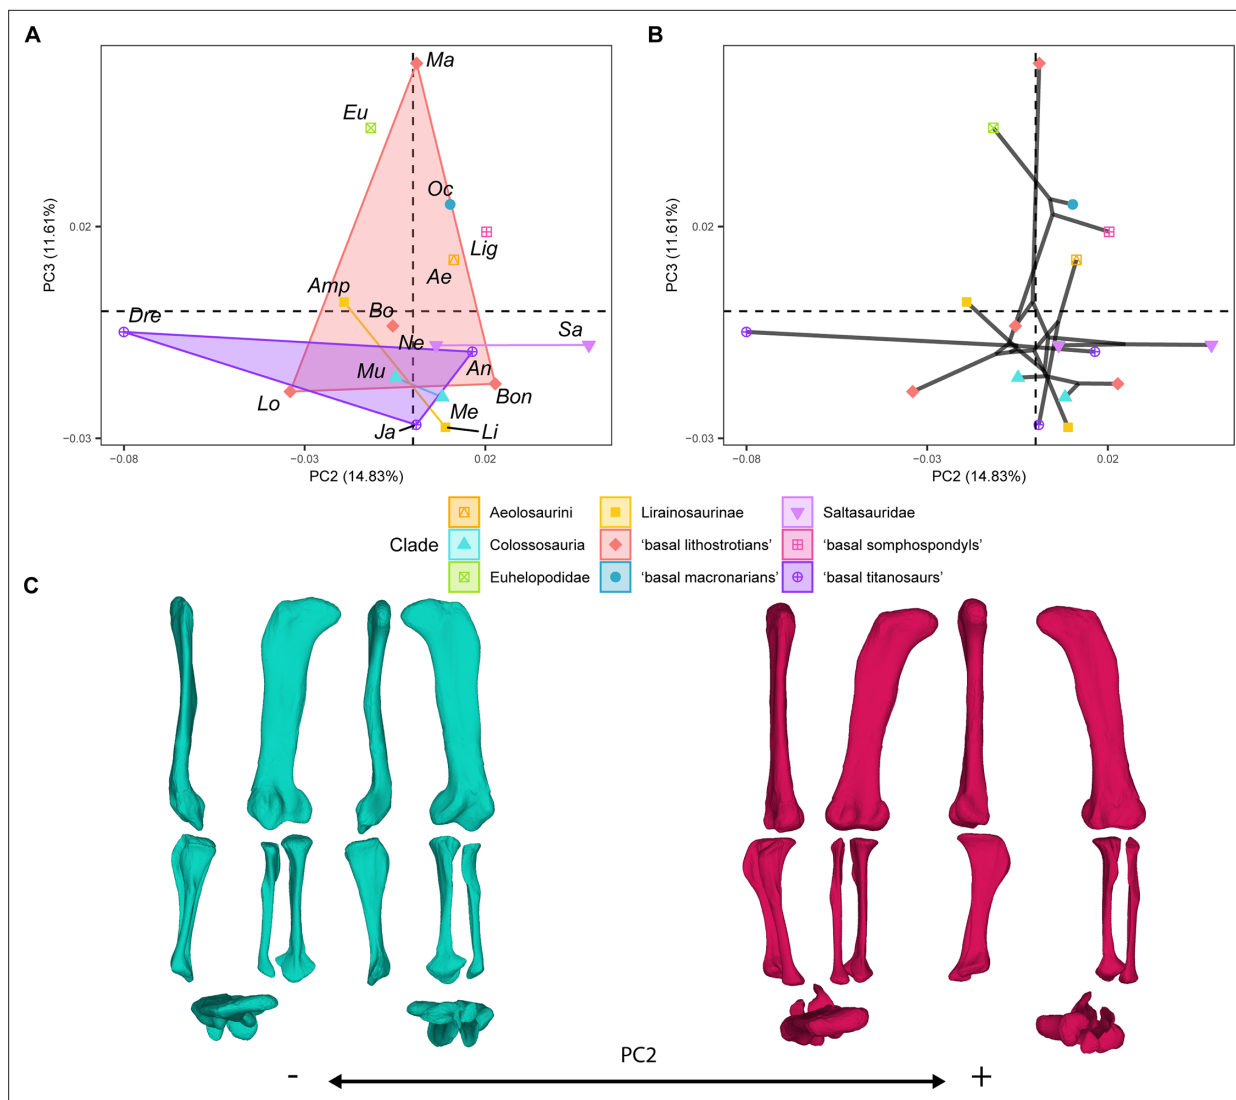 A
B
Ma
Eu
Oc
Lig
Ae
Amp
Dre
Bo
Ne
Sa
Mu
An
Lo
Bon
Me
Ja
Li
PC3 (11.61%)
0.02
−0.03
−0.08
−0.03
0.02
PC2 (14.83%)
PC3 (11.61%)
0.02
−0.03
−0.08
−0.03
0.02
PC2 (14.83%)
Clade
Aeolosaurini
Lirainosaurinae
Saltasauridae
Colossosauria
‘basal lithostrotians’
‘basal somphospondyls’
Euhelopodidae
‘basal macronarians’
‘basal titanosaurs’
C
PC2
-
+